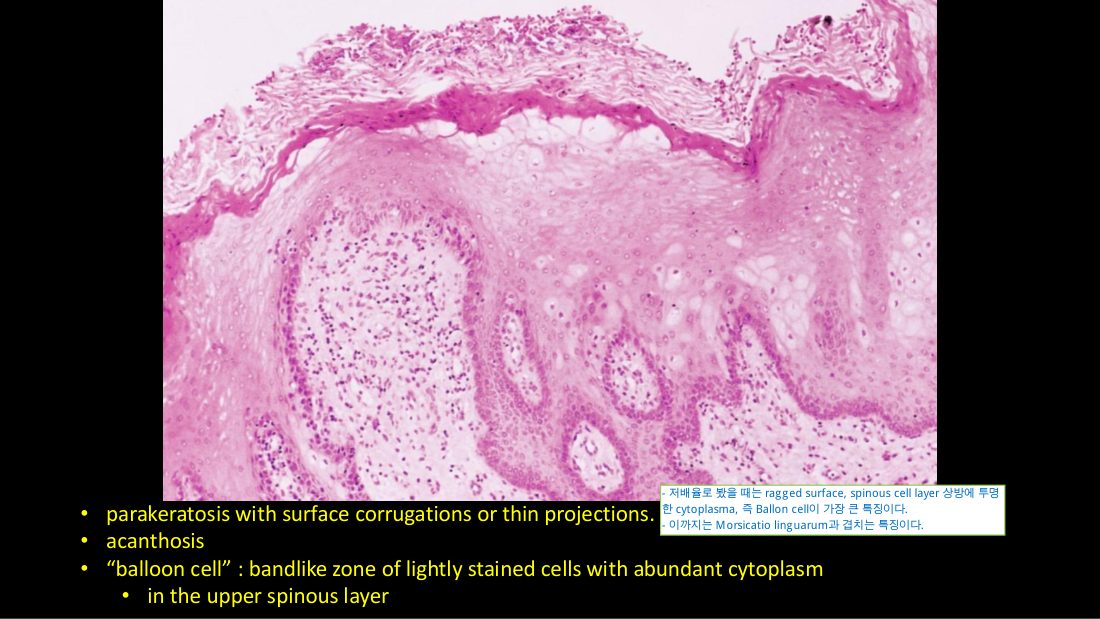 - 저배율로 봤을 때는 ragged surface, spinous cell layer 상방에 투명
한 cytoplasma, 즉 Ballon cell이 가장 큰 특징이다.
- 이까지는 Morsicatio linguarum과 겹치는 특징이다.
• parakeratosis with surface corrugations or thin projections.
• acanthosis
• “balloon cell” : bandlike zone of lightly stained cells with abundant cytoplasm
• in the upper spinous layer